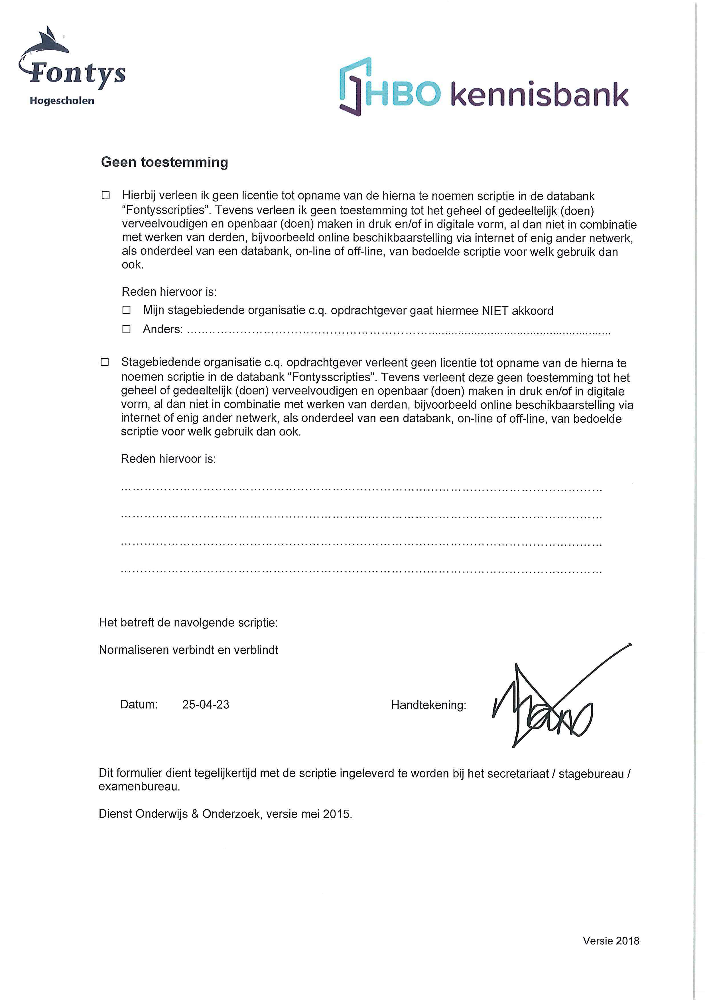 Fontys
Hogescholen
HBO kennisbank
Geen toestemming
☐ Hierbij verleen ik geen licentie tot opname van de hierna te noemen scriptie in de databank
“Fontysscripties”. Tevens verleen ik geen toestemming tot het geheel of gedeeltelijk (doen)
verveelvoudigen en openbaar (doen) maken in druk en/of in digitale vorm, al dan niet in combinatie
met werken van derden, bijvoorbeeld online beschikbaarstelling via internet of enig ander netwerk,
als onderdeel van een databank, on-line of off-line, van bedoelde scriptie voor welk gebruik dan
ook.
Reden hiervoor is:
☐ Mijn stagebiedende organisatie c.q. opdrachtgever gaat hiermee NIET akkoord
☐ Anders: ........................................................................
☐ Stagebiedende organisatie c.q. opdrachtgever verleent geen licentie tot opname van de hierna te
noemen scriptie in de databank “Fontysscripties”. Tevens verleent deze geen toestemming tot het
geheel of gedeeltelijk (doen) verveelvoudigen en openbaar (doen) maken in druk en/of in digitale
vorm, al dan niet in combinatie met werken van derden, bijvoorbeeld online beschikbaarstelling via
internet of enig ander netwerk, als onderdeel van een databank, on-line of off-line, van bedoelde
scriptie voor welk gebruik dan ook.
Reden hiervoor is:
Het betreft de navolgende scriptie:
Normaliseren verbindt en verblindt
Datum: 25-04-23 Handtekening:
Dit formulier dient tegelijkertijd met de scriptie ingeleverd te worden bij het secretariaat / stagebureau /
examenbureau.
Dienst Onderwijs & Onderzoek, versie mei 2015.
Versie 2018